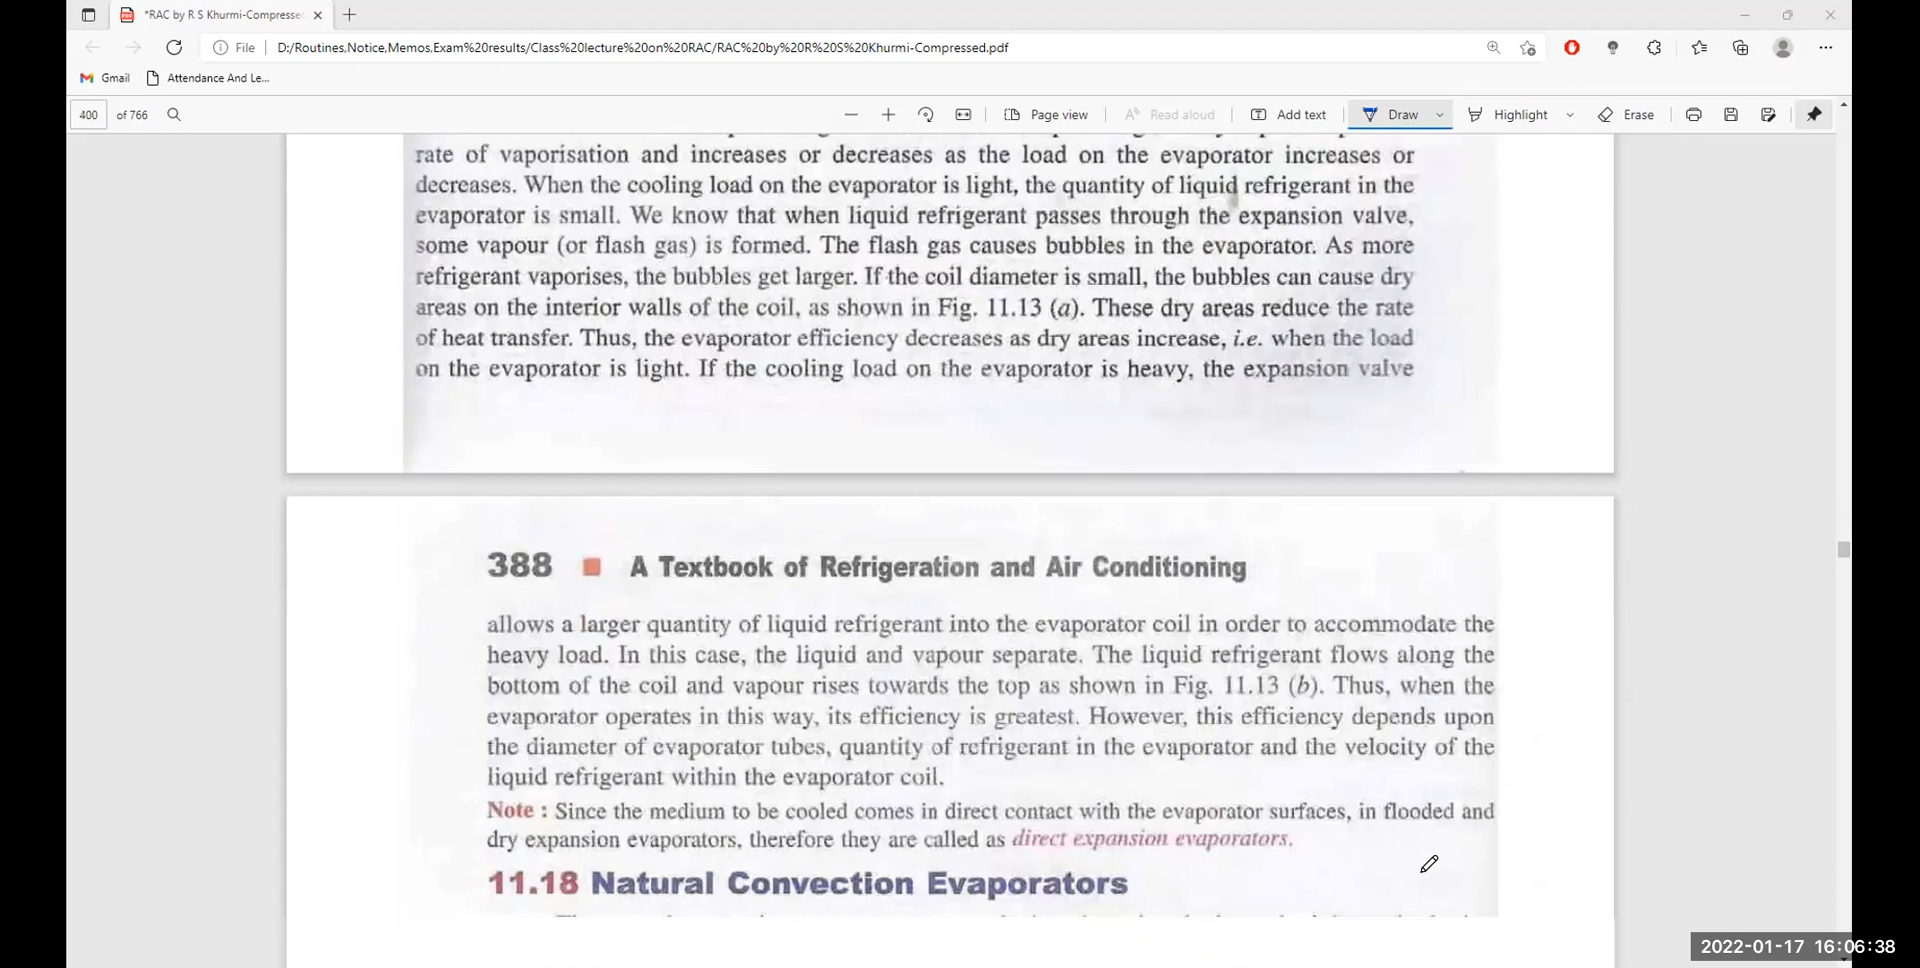 *RAC by R S Khurmi-Compresse
File D:/Routines,Notice,Memos,Exam%20results/Class%20lecture%20on%20RAC/RAC%20by%20R%20S%20Khurmi-Compressed.pdf
Gmail Attendance And Le...
400 of 766 Page view Read aloud Add text Draw Highlight Erase
rate of vaporisation and increases or decreases as the load on the evaporator increases or
decreases. When the cooling load on the evaporator is light, the quantity of liquid refrigerant in the
evaporator is small. We know that when liquid refrigerant passes through the expansion valve,
some vapour (or flash gas) is formed. The flash gas causes bubbles in the evaporator. As more
refrigerant vaporises, the bubbles get larger. If the coil diameter is small, the bubbles can cause dry
areas on the interior walls of the coil, as shown in Fig. 11.13 (a). These dry areas reduce the rate
of heat transfer. Thus, the evaporator efficiency decreases as dry areas increase, i.e. when the load
on the evaporator is light. If the cooling load on the evaporator is heavy, the expansion valve
388 A Textbook of Refrigeration and Air Conditioning
allows a larger quantity of liquid refrigerant into the evaporator coil in order to accommodate the
heavy load. In this case, the liquid and vapour separate. The liquid refrigerant flows along the
bottom of the coil and vapour rises towards the top as shown in Fig. 11.13 (b). Thus, when the
evaporator operates in this way, its efficiency is greatest. However, this efficiency depends upon
the diameter of evaporator tubes, quantity of refrigerant in the evaporator and the velocity of the
liquid refrigerant within the evaporator coil.
Note : Since the medium to be cooled comes in direct contact with the evaporator surfaces, in flooded and
dry expansion evaporators, therefore they are called as direct expansion evaporators.
11.18 Natural Convection Evaporators
2022-01-17 16:06:38